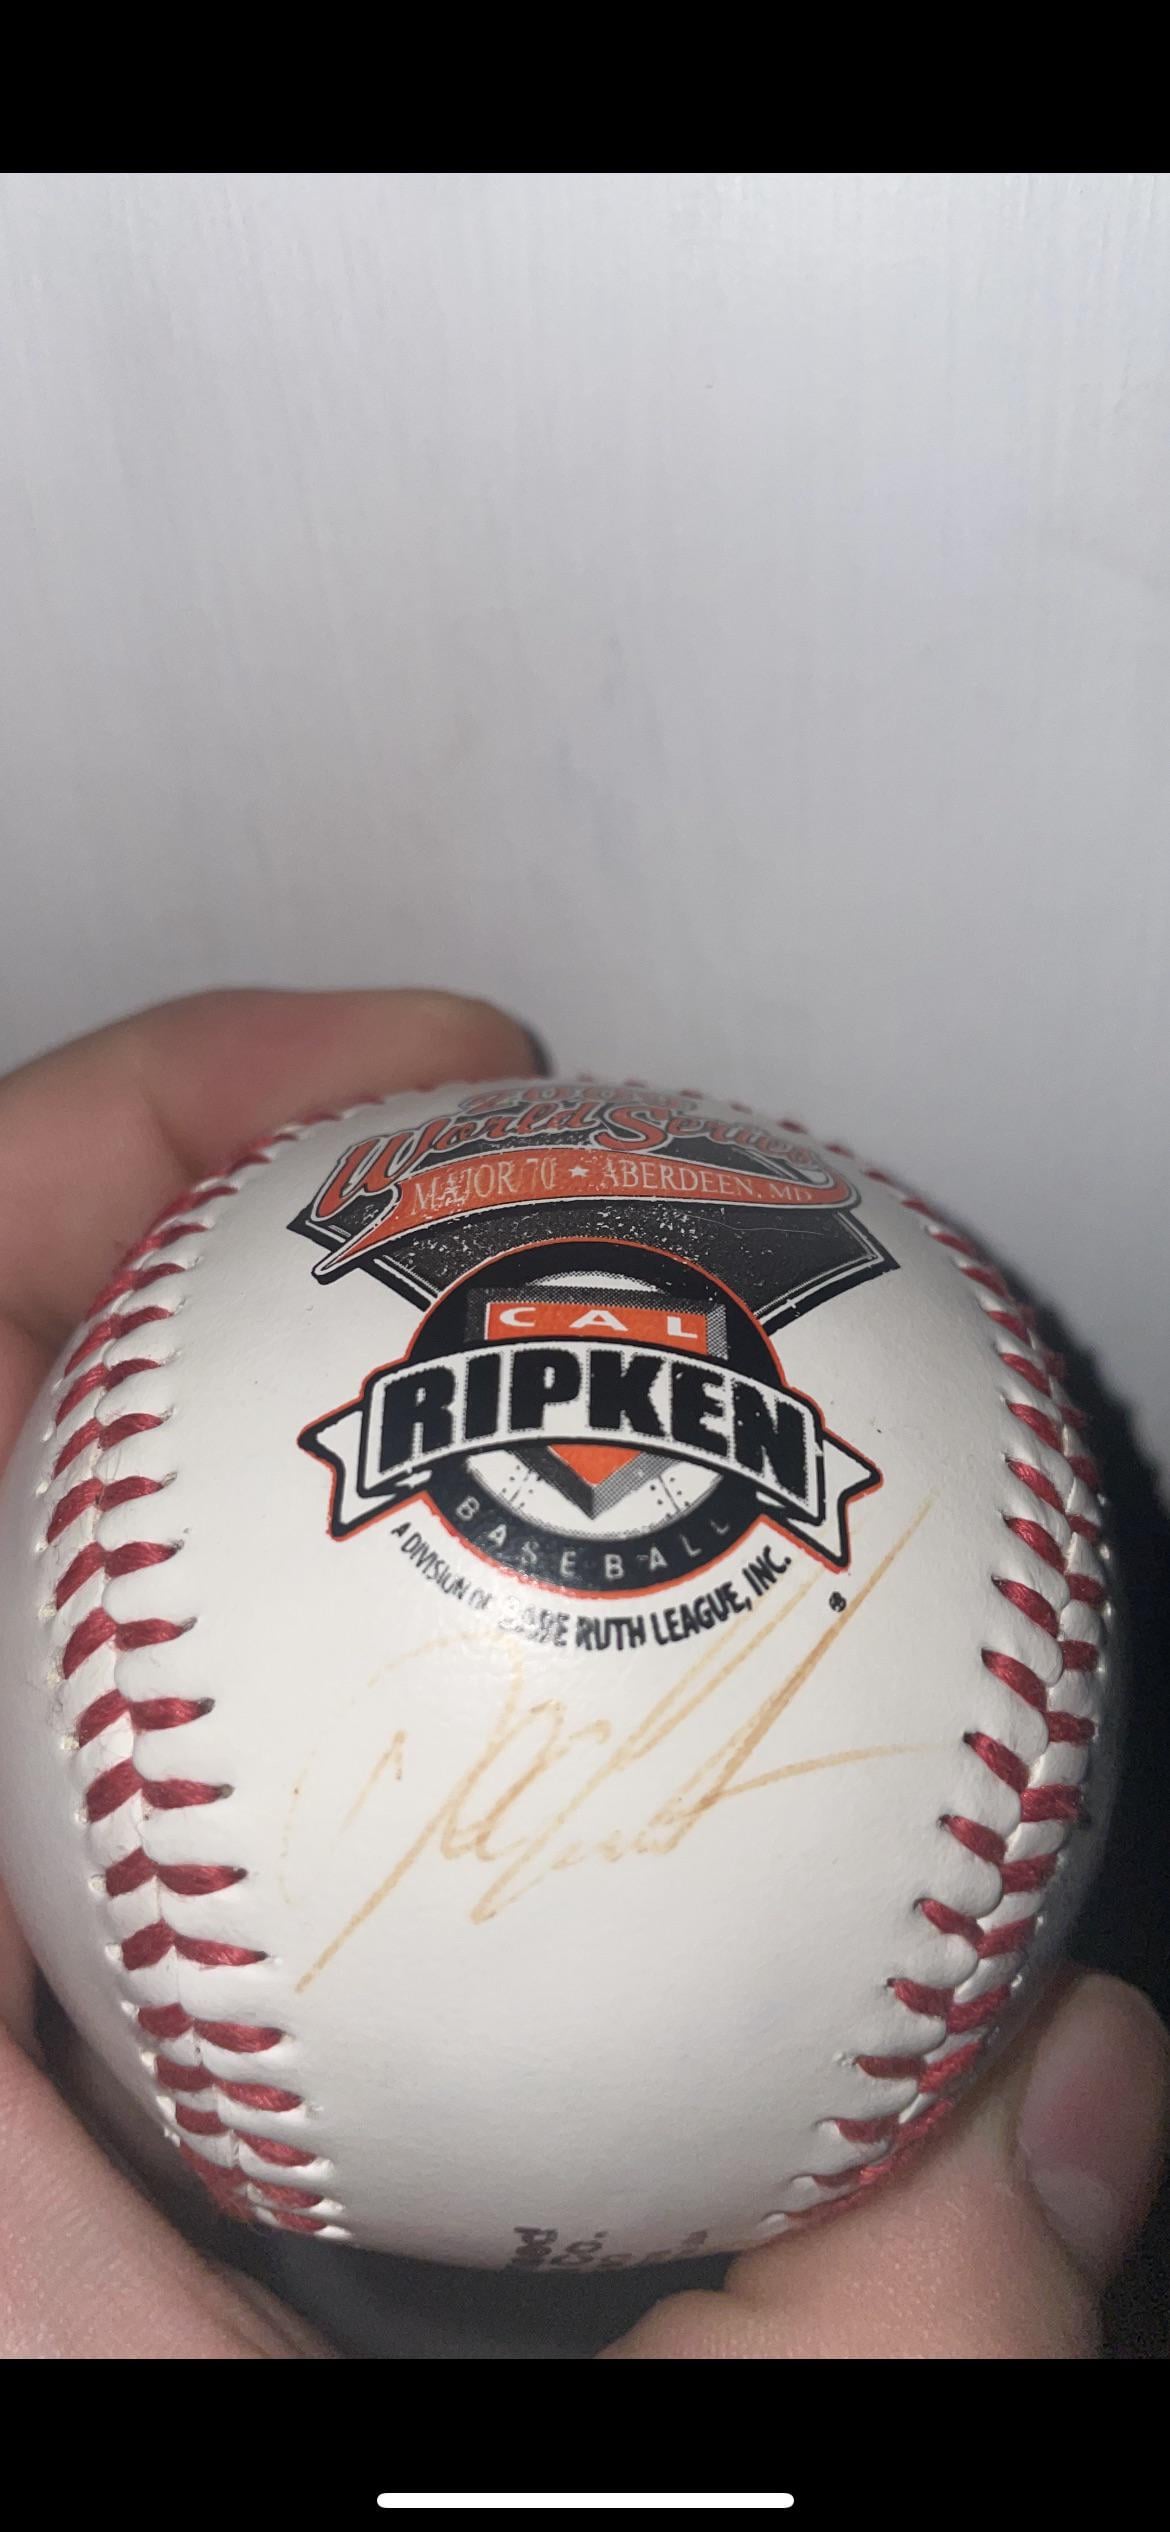 World Series
MAJOR/70 ★ ABERDEEN, MD
CAL
RIPKEN
BASEBALL
A DIVISION OF BABE RUTH LEAGUE, INC.
®